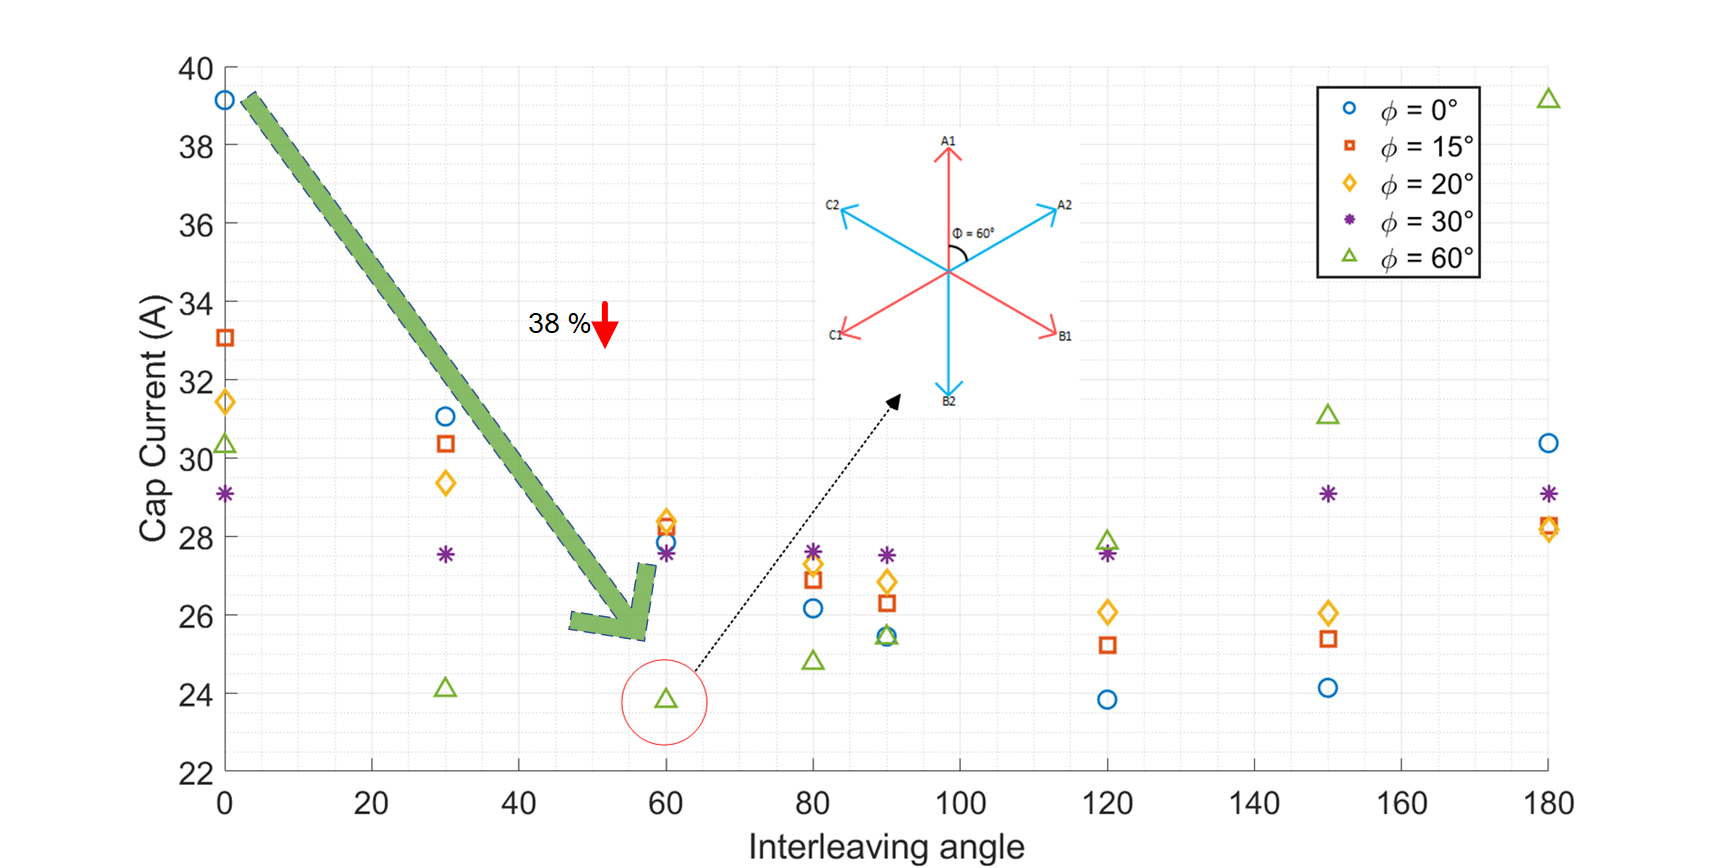 40
38
36
34
32
30
28
26
24
22
Cap Current (A)
0
20
40
60
80
100
120
140
160
180
Interleaving angle
38 %
A1
C2
A2
Φ = 60°
C1
B1
B2
ϕ = 0°
ϕ = 15°
ϕ = 20°
ϕ = 30°
ϕ = 60°